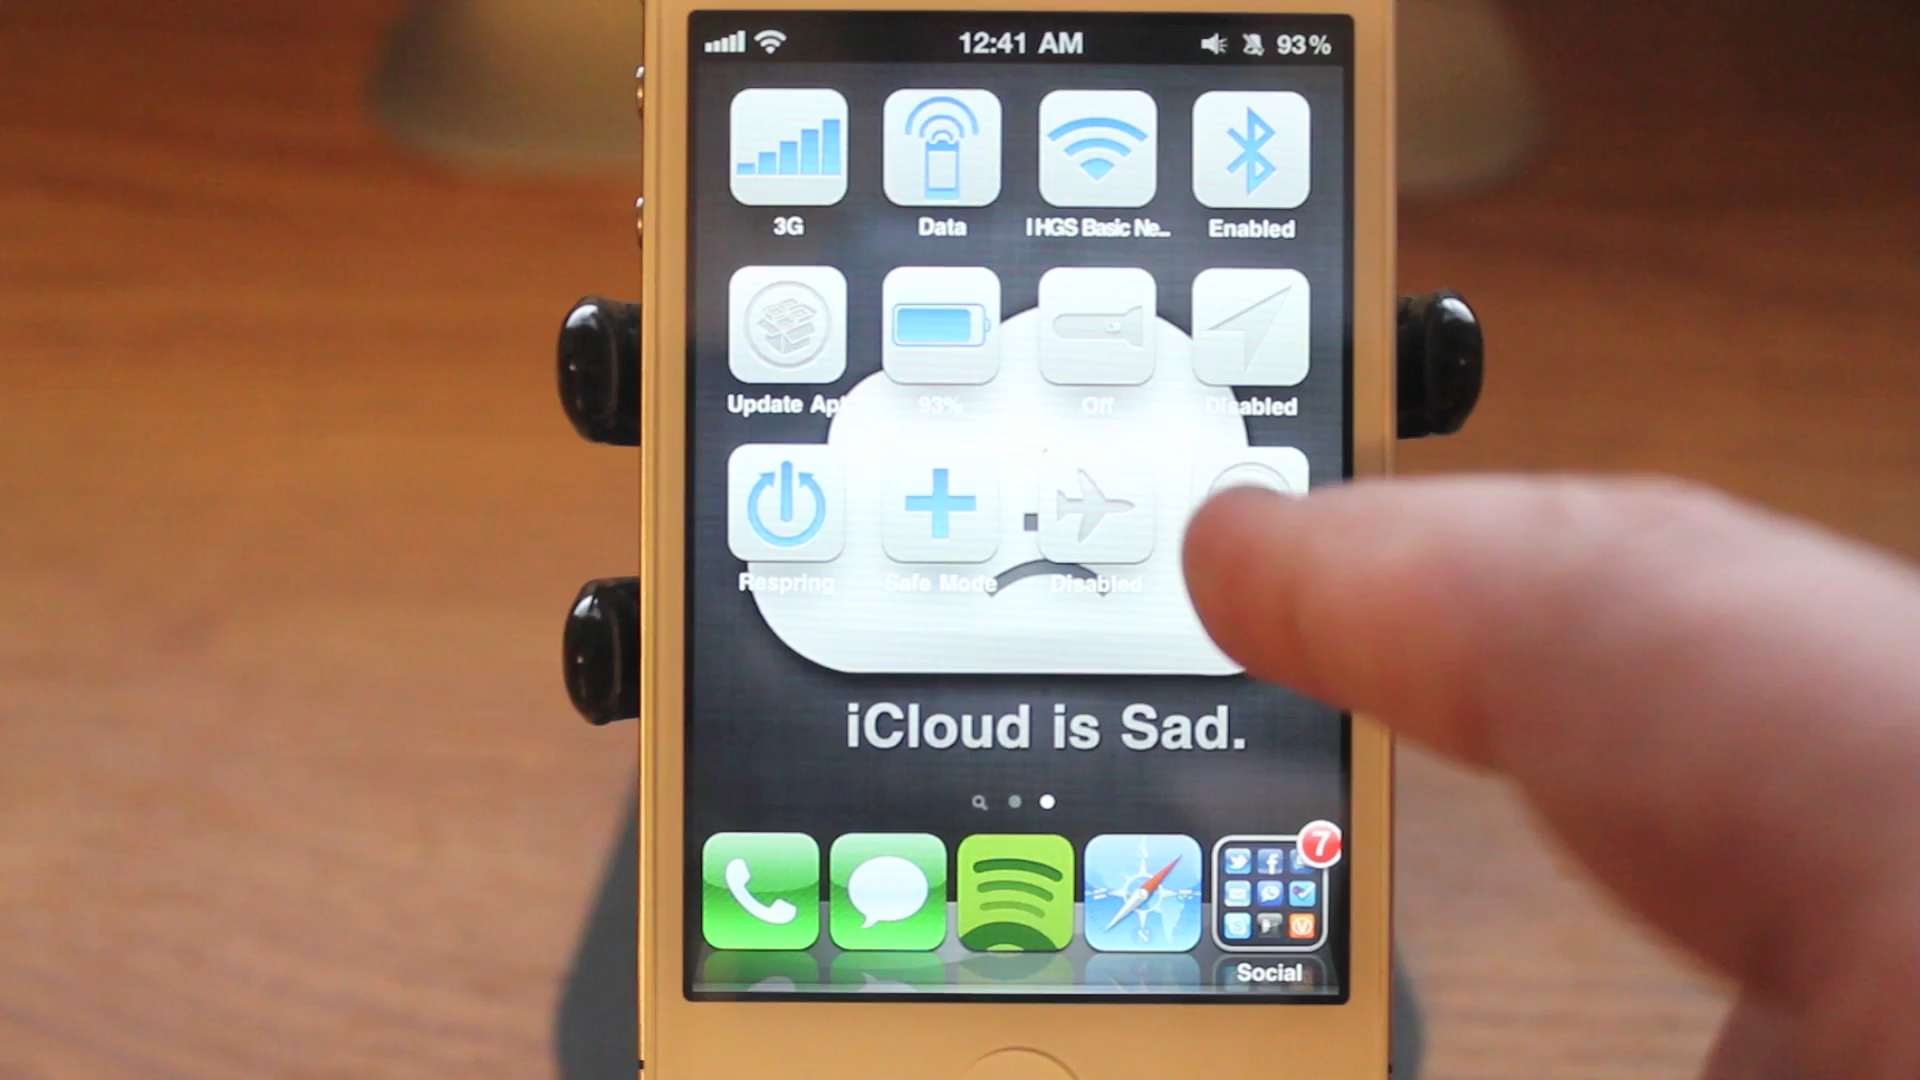 12:41 AM 93%
3G Data I HGS Basic Ne... Enabled
Update Ap 93% Off Disabled
Respring Safe Mode Disabled
iCloud is Sad.
7
Social